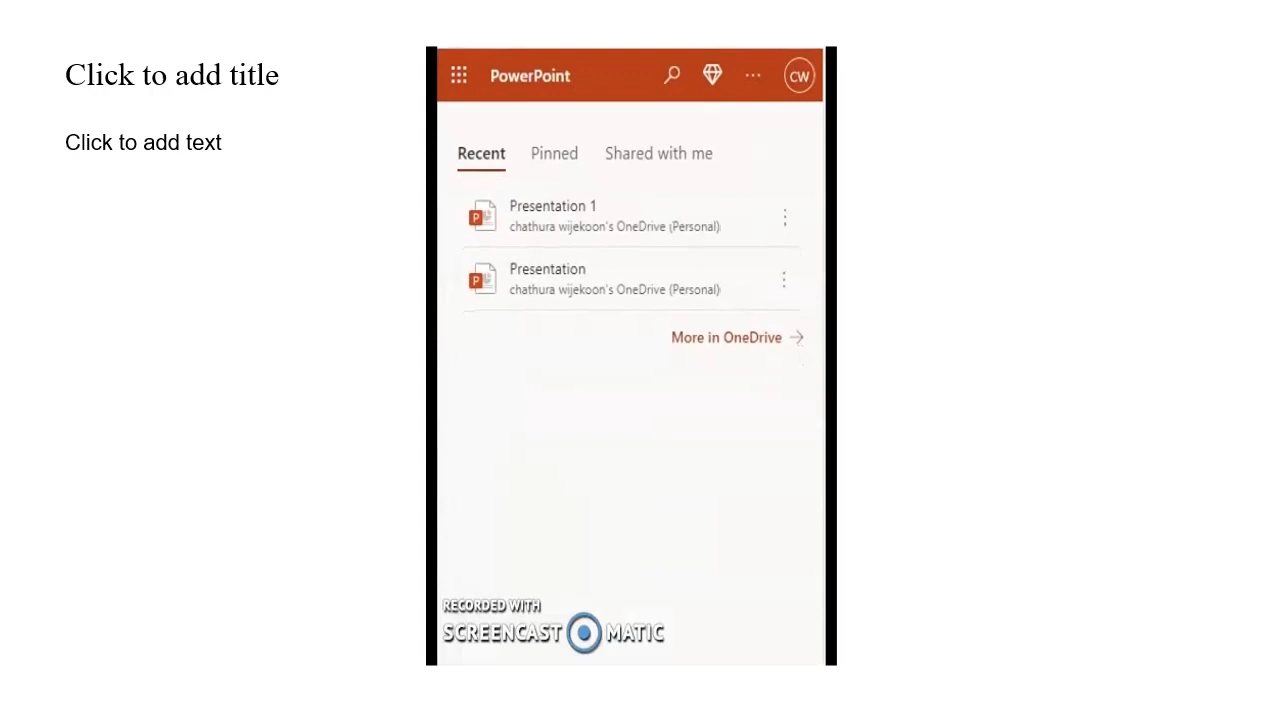 Click to add title
Click to add text
PowerPoint
CW
Recent Pinned Shared with me
P
Presentation 1
chathura wijekoon's OneDrive (Personal)
P
Presentation
chathura wijekoon's OneDrive (Personal)
More in OneDrive
RECORDED WITH
SCREENCAST MATIC